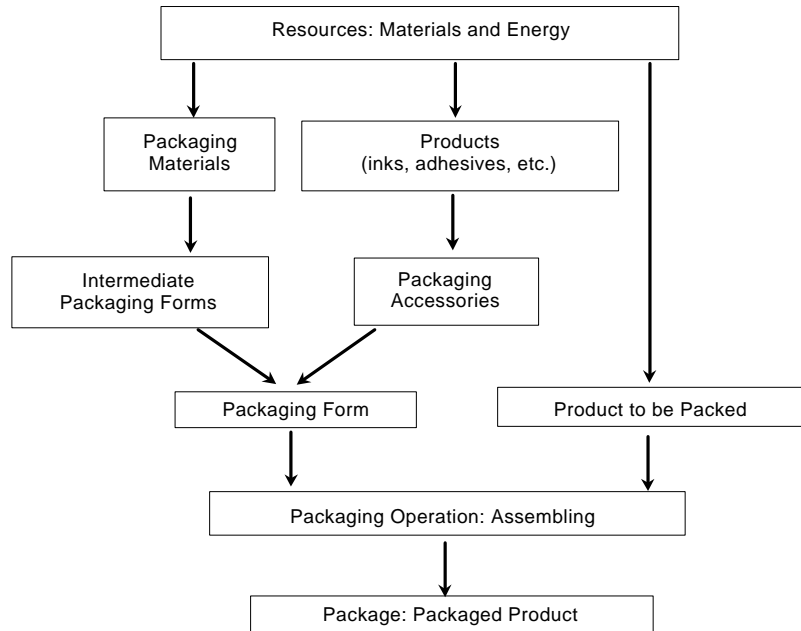 Resources: Materials and Energy
Packaging
Materials
Products
(inks, adhesives, etc.)
Intermediate
Packaging Forms
Packaging
Accessories
Packaging Form
Product to be Packed
Packaging Operation: Assembling
Package: Packaged Product